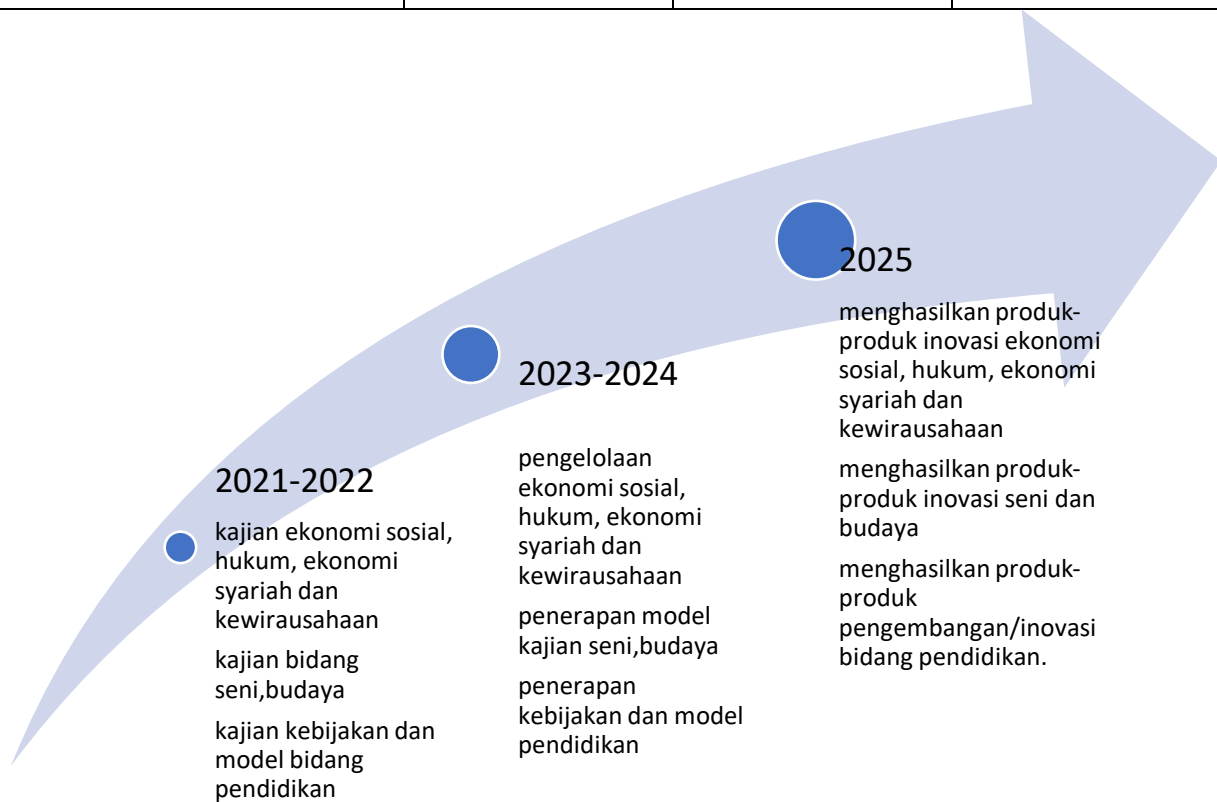 2021-2022
kajian ekonomi sosial,
hukum, ekonomi
syariah dan
kewirausahaan
kajian bidang
seni,budaya
kajian kebijakan dan
model bidang
pendidikan
2023-2024
pengelolaan
ekonomi sosial,
hukum, ekonomi
syariah dan
kewirausahaan
penerapan model
kajian seni,budaya
penerapan
kebijakan dan model
pendidikan
2025
menghasilkan produk-
produk inovasi ekonomi
sosial, hukum, ekonomi
syariah dan
kewirausahaan
menghasilkan produk-
produk inovasi seni dan
budaya
menghasilkan produk-
produk
pengembangan/inovasi
bidang pendidikan.